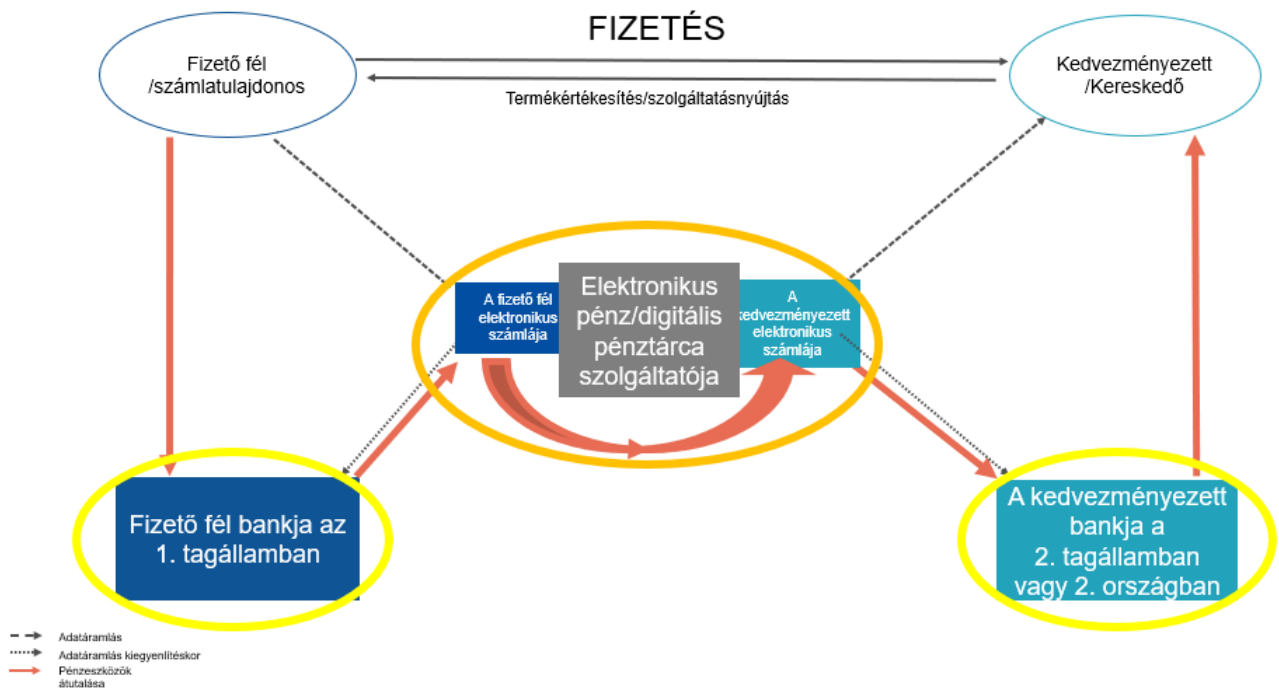 FIZETÉS
Fizető fél
/számlatulajdonos
Kedvezményezett
/Kereskedő
Termékértékesítés/szolgáltatásnyújtás
A fizető fél
elektronikus
számlája
Elektronikus
pénz/digitális
pénztárca
szolgáltatója
A
kedvezményezett
elektronikus
számlája
Fizető fél bankja az
1. tagállamban
A kedvezményezett
bankja a
2. tagállamban
vagy 2. országban
Adatáramlás
Adatáramlás kiegyenlítéskor
Pénzeszközök
átutalása